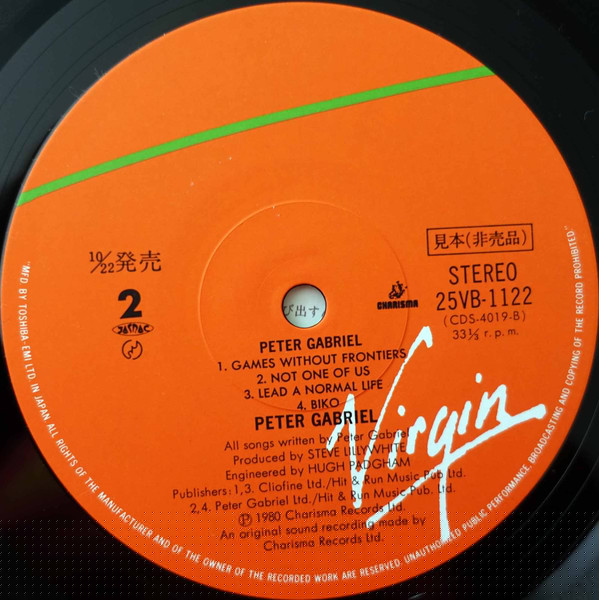 見本(非売品)
10/22発売
STEREO
2
25VB-1122
CHARISMA
(CDS-4019-B)
33⅓ r.p.m.
び出す
PETER GABRIEL
1. GAMES WITHOUT FRONTIERS
2. NOT ONE OF US
3. LEAD A NORMAL LIFE
4. BIKO
PETER GABRIEL
Virgin
All songs written by Peter Gabriel
Produced by STEVE LILLYWHITE
Engineered by HUGH PADGHAM
Publishers: 1,3. Cliofine Ltd./Hit & Run Music Pub Ltd.
2,4. Peter Gabriel Ltd./Hit & Run Music Pub. Ltd.
Ⓟ 1980 Charisma Records Ltd.
An original sound recording made by
Charisma Records Ltd.
"MFD. BY TOSHIBA-EMI LTD IN JAPAN ALL RIGHTS OF THE MANUFACTURER AND OF THE OWNER OF THE RECORDED WORK ARE RESERVED. UNAUTHORIZED PUBLIC PERFORMANCE, BROADCASTING AND COPYING OF THE RECORD PROHIBITED."